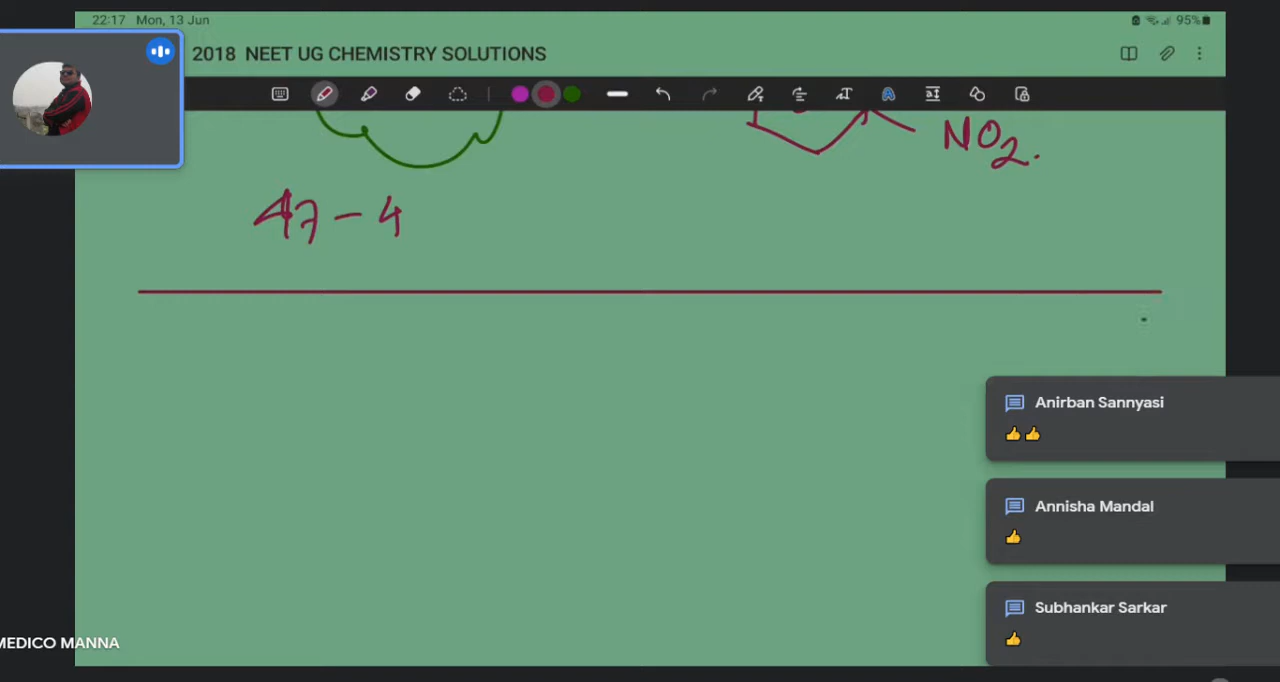 22:17 Mon, 13 Jun
95%
2018 NEET UG CHEMISTRY SOLUTIONS
NO2.
47 - 4
Anirban Sannyasi
👍👍
Annisha Mandal
👍
Subhankar Sarkar
👍
MEDICO MANNA